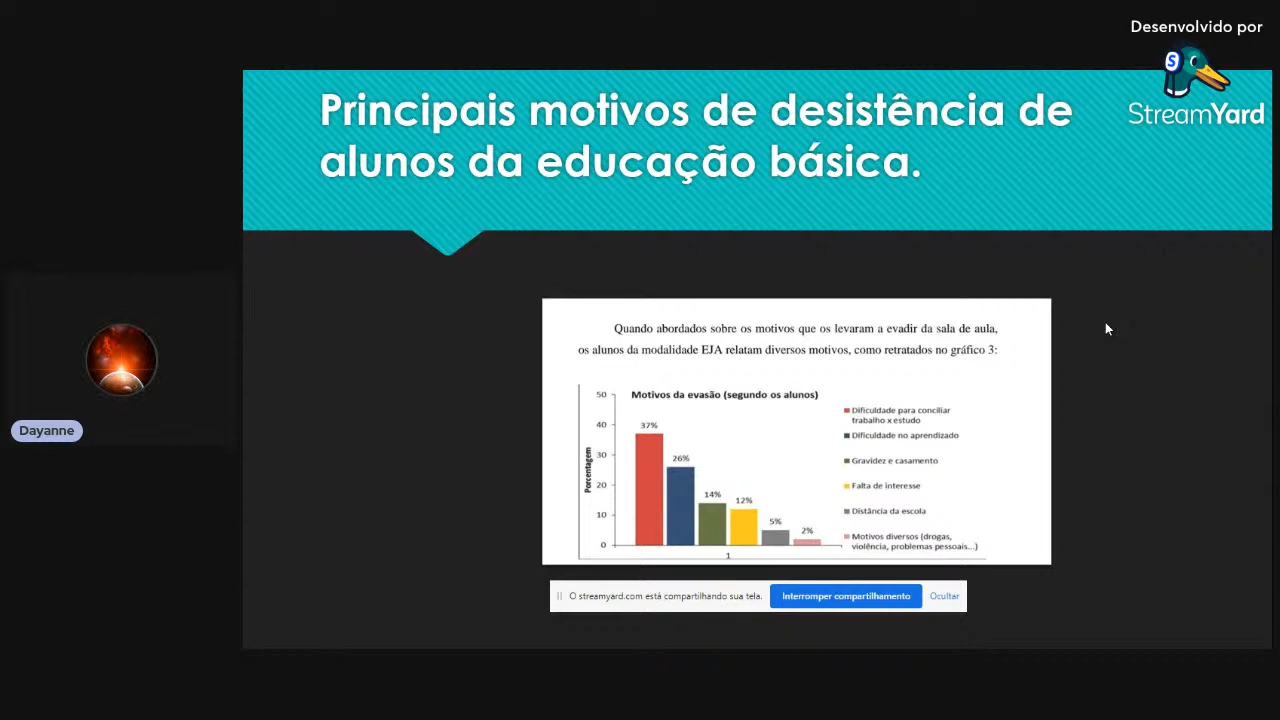 Desenvolvido por
StreamYard
Principais motivos de desistência de
alunos da educação básica.
Quando abordados sobre os motivos que os levaram a evadir da sala de aula,
os alunos da modalidade EJA relatam diversos motivos, como retratados no gráfico 3:
Motivos da evasão (segundo os alunos)
Porcentagem
50
40
30
20
10
0
37%
26%
14%
12%
5%
2%
1
Dificuldade para conciliar
trabalho x estudo
Dificuldade no aprendizado
Gravidez e casamento
Falta de interesse
Distância da escola
Motivos diversos (drogas,
violência, problemas pessoais...)
Dayanne
O streamyard.com está compartilhando sua tela.
Interromper compartilhamento
Ocultar